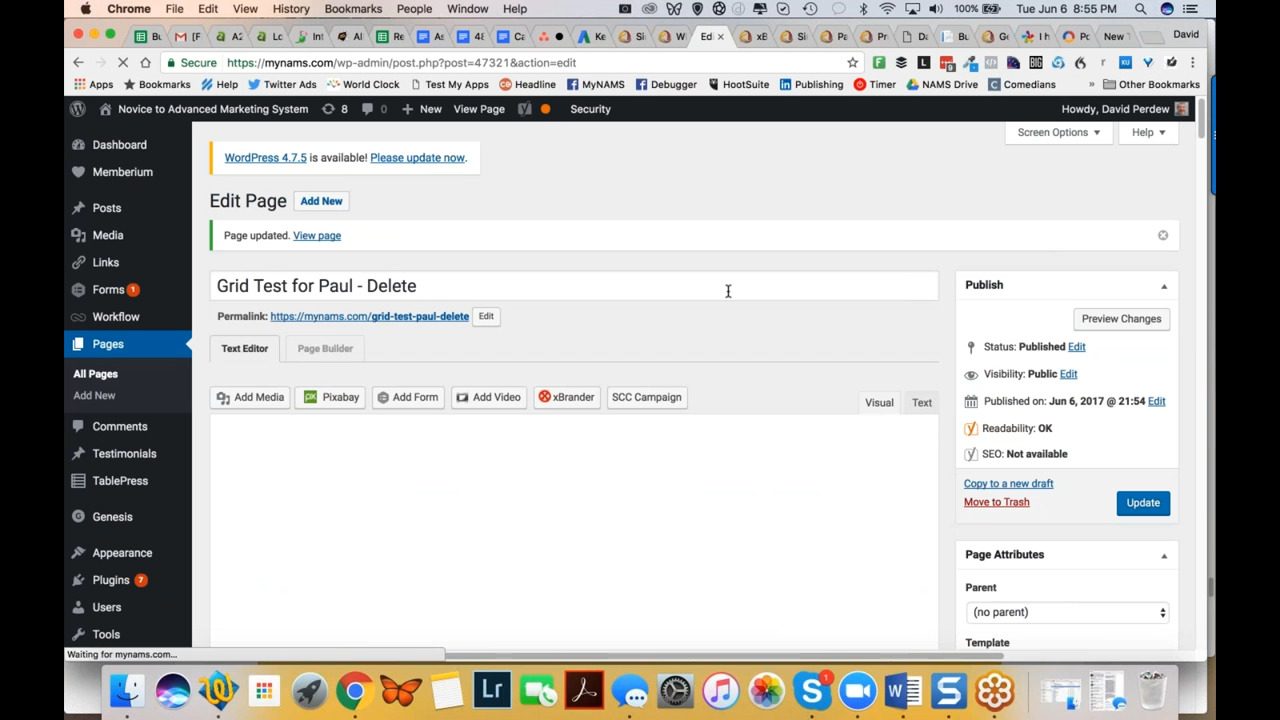 Chrome File Edit View History Bookmarks People Window Help 100% Tue Jun 6 8:55 PM
Edi David
Secure https://mynams.com/wp-admin/post.php?post=47321&action=edit
Apps Bookmarks Help Twitter Ads World Clock Test My Apps Headline MyNAMS Debugger HootSuite Publishing Timer NAMS Drive Comedians Other Bookmarks
Novice to Advanced Marketing System 8 0 New View Page Security Howdy, David Perdew
Screen Options Help
Dashboard
Memberium
Posts
Media
Links
Forms 1
Workflow
Pages
All Pages
Add New
Comments
Testimonials
TablePress
Genesis
Appearance
Plugins 7
Users
Tools
WordPress 4.7.5 is available! Please update now.
Edit Page Add New
Page updated. View page
Grid Test for Paul - Delete
Permalink: https://mynams.com/grid-test-paul-delete Edit
Text Editor Page Builder
Add Media Pixabay Add Form Add Video xBrander SCC Campaign
Visual Text
Publish
Preview Changes
Status: Published Edit
Visibility: Public Edit
Published on: Jun 6, 2017 @ 21:54 Edit
Readability: OK
SEO: Not available
Copy to a new draft
Move to Trash
Update
Page Attributes
Parent
(no parent)
Template
Waiting for mynams.com...